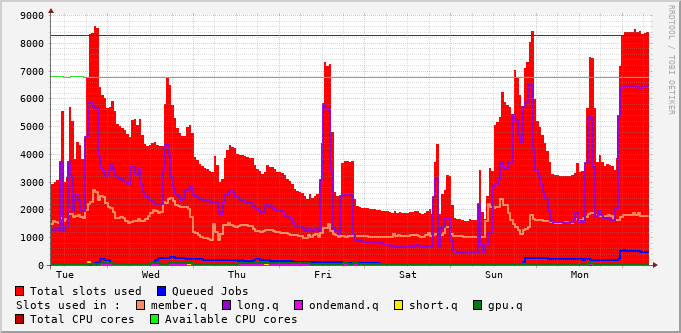 9000
8000
7000
6000
5000
4000
3000
2000
1000
0
Tue Wed Thu Fri Sat Sun Mon
RRDTOOL / TOBI OETIKER
Total slots used Queued Jobs
Slots used in : member.q long.q ondemand.q short.q gpu.q
Total CPU cores Available CPU cores